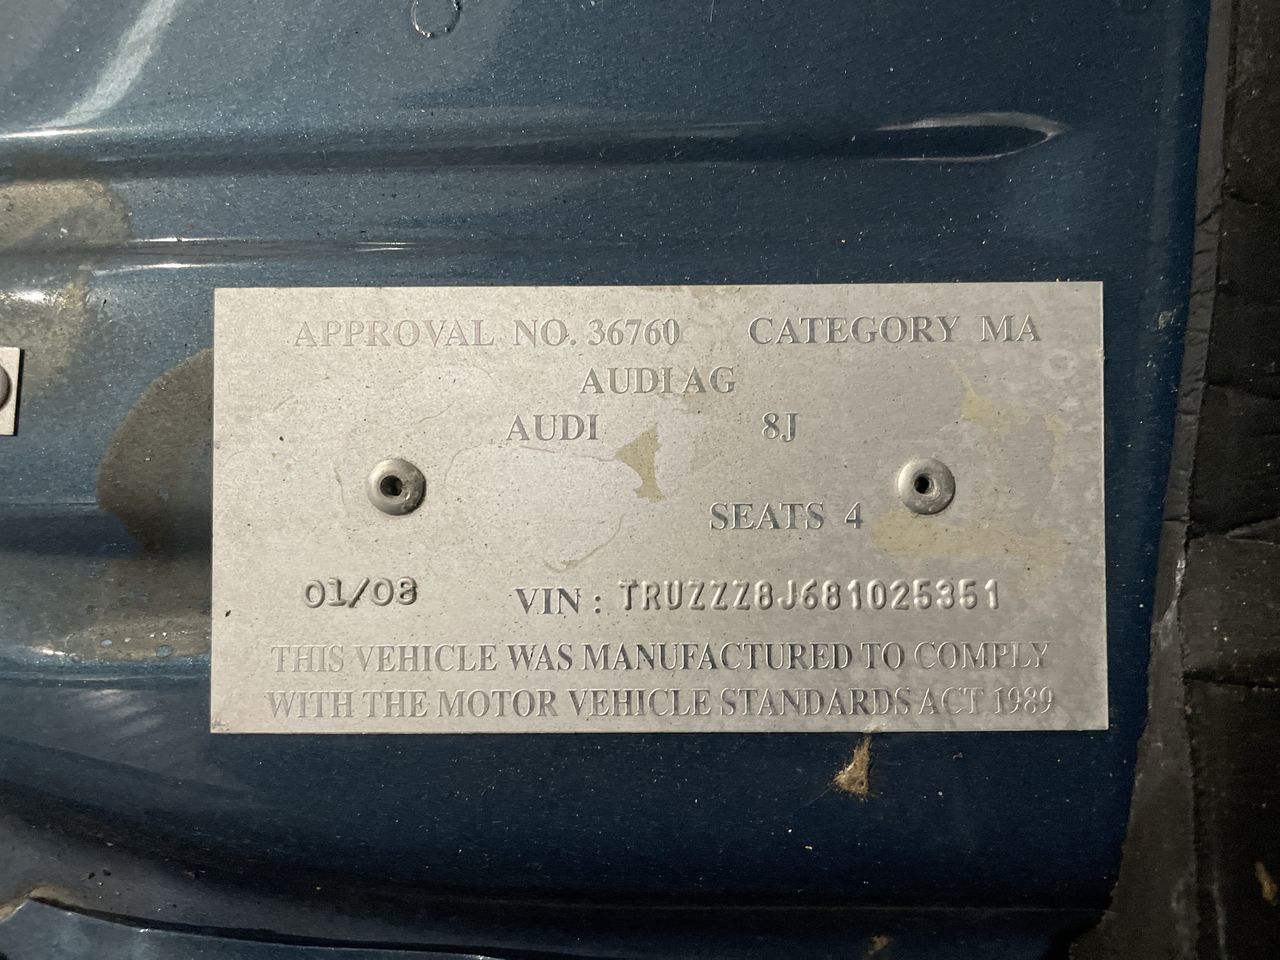 APPROVAL NO. 36760 CATEGORY MA
AUDI AG
AUDI 8J
SEATS 4
01/08 VIN : TRUZZZ8J681025351
THIS VEHICLE WAS MANUFACTURED TO COMPLY
WITH THE MOTOR VEHICLE STANDARDS ACT 1989